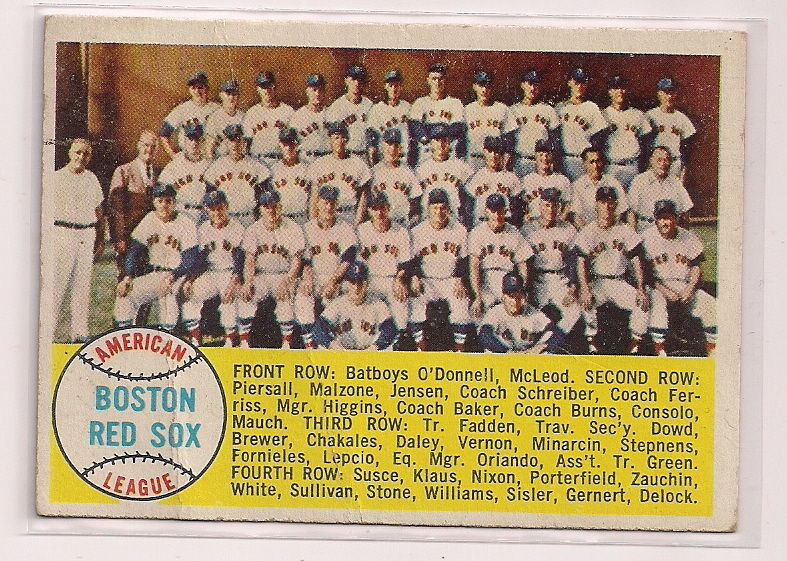 AMERICAN
BOSTON
RED SOX
LEAGUE
FRONT ROW: Batboys O'Donnell, McLeod. SECOND ROW:
Piersall, Malzone, Jensen, Coach Schreiber, Coach Fer-
riss, Mgr. Higgins, Coach Baker, Coach Burns, Consolo,
Mauch. THIRD ROW: Tr. Fadden, Trav. Sec'y. Dowd,
Brewer, Chakales, Daley, Vernon, Minarcin, Stephens,
Fornieles, Lepcio, Eq. Mgr. Orlando, Ass't. Tr. Green.
FOURTH ROW: Susce, Klaus, Nixon, Porterfield, Zauchin,
White, Sullivan, Stone, Williams, Sisler, Gernert, Delock.